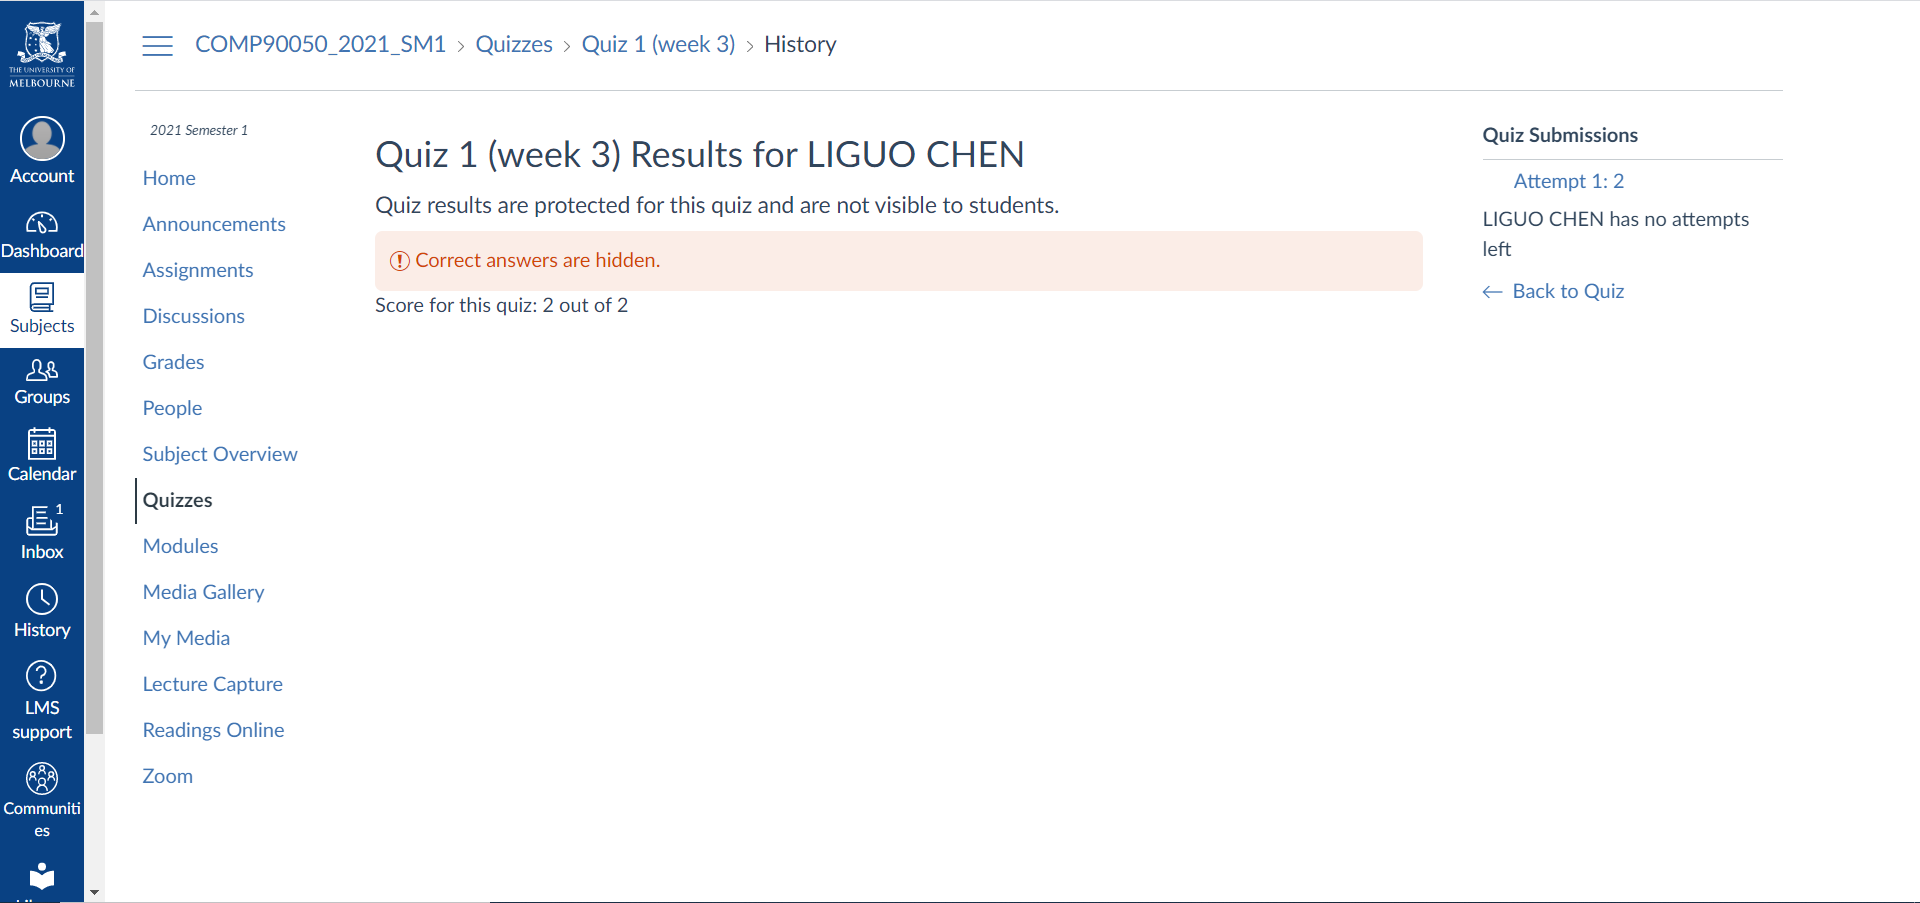 THE UNIVERSITY OF
MELBOURNE
Account
Dashboard
Subjects
Groups
Calendar
1
Inbox
History
LMS
support
Communiti
es
COMP90050_2021_SM1 > Quizzes > Quiz 1 (week 3) > History
2021 Semester 1
Home
Announcements
Assignments
Discussions
Grades
People
Subject Overview
Quizzes
Modules
Media Gallery
My Media
Lecture Capture
Readings Online
Zoom
Quiz 1 (week 3) Results for LIGUO CHEN
Quiz results are protected for this quiz and are not visible to students.
Correct answers are hidden.
Score for this quiz: 2 out of 2
Quiz Submissions
Attempt 1: 2
LIGUO CHEN has no attempts
left
Back to Quiz